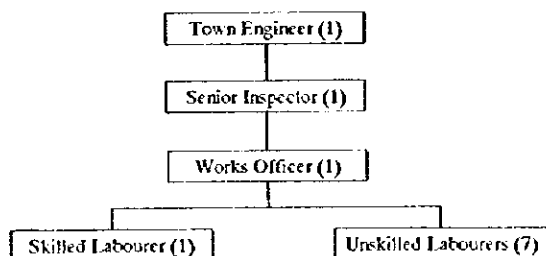 Town Engineer (1)
Senior Inspector (1)
Works Officer (1)
Skilled Labourer (1)
Unskilled Labourers (7)